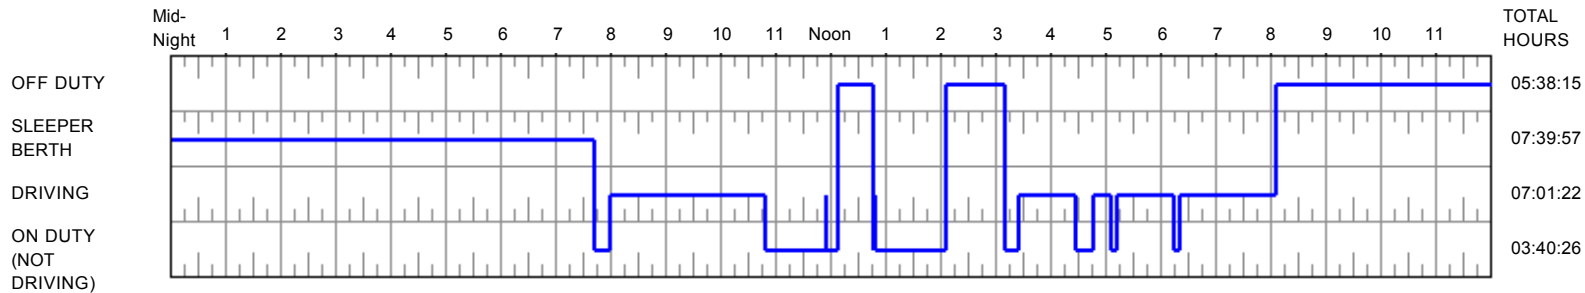 Mid-
Night 1 2 3 4 5 6 7 8 9 10 11 Noon 1 2 3 4 5 6 7 8 9 10 11
TOTAL
HOURS
OFF DUTY 05:38:15
SLEEPER
BERTH 07:39:57
DRIVING 07:01:22
ON DUTY
(NOT
DRIVING) 03:40:26